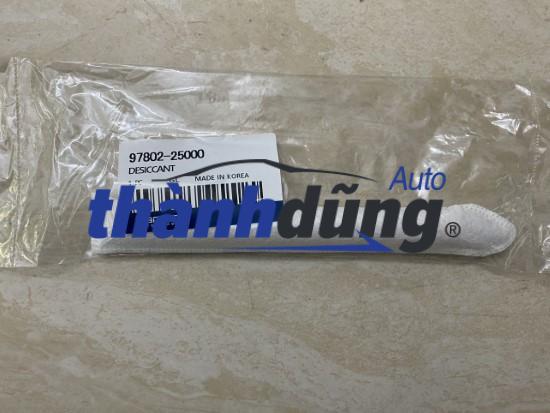 97802-25000
DESICCANT
MADE IN KOREA
Auto
thànhdũng®